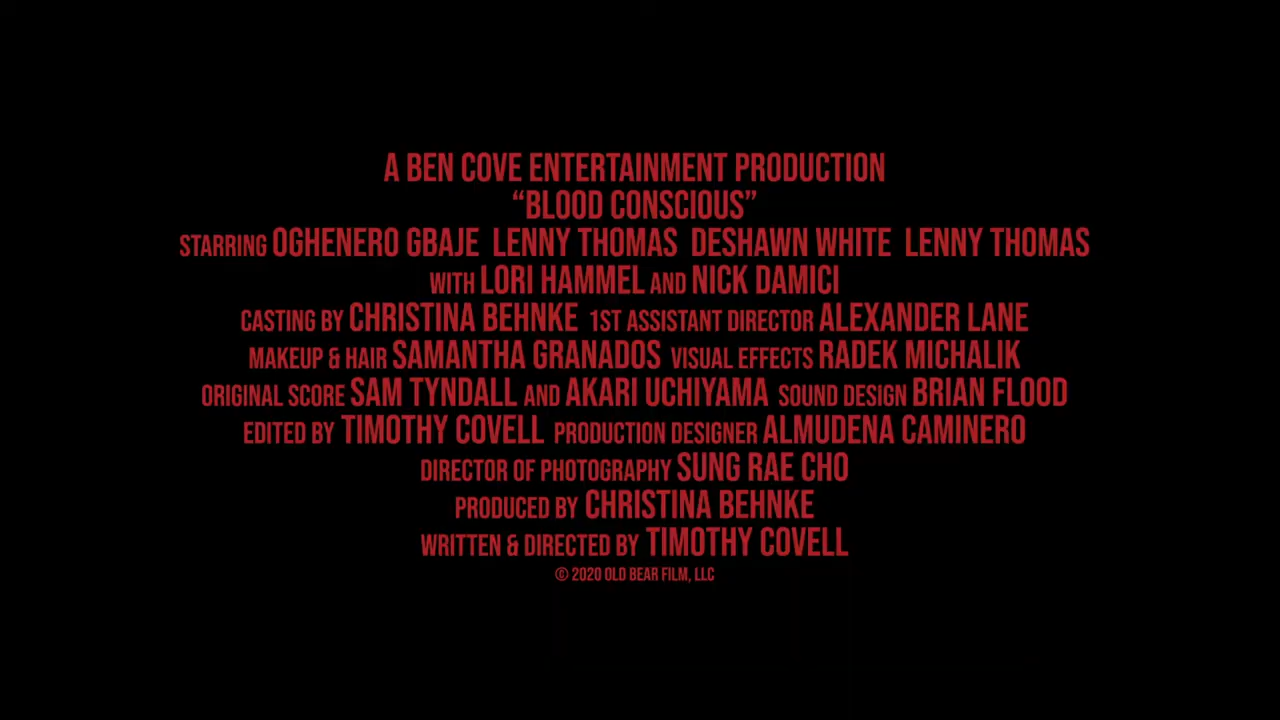 A BEN COVE ENTERTAINMENT PRODUCTION
“BLOOD CONSCIOUS”
STARRING OGHENERO GBAJE LENNY THOMAS DESHAWN WHITE LENNY THOMAS
WITH LORI HAMMEL AND NICK DAMICI
CASTING BY CHRISTINA BEHNKE 1ST ASSISTANT DIRECTOR ALEXANDER LANE
MAKEUP & HAIR SAMANTHA GRANADOS VISUAL EFFECTS RADEK MICHALIK
ORIGINAL SCORE SAM TYNDALL AND AKARI UCHIYAMA SOUND DESIGN BRIAN FLOOD
EDITED BY TIMOTHY COVELL PRODUCTION DESIGNER ALMUDENA CAMINERO
DIRECTOR OF PHOTOGRAPHY SUNG RAE CHO
PRODUCED BY CHRISTINA BEHNKE
WRITTEN & DIRECTED BY TIMOTHY COVELL
© 2020 OLD BEAR FILM, LLC